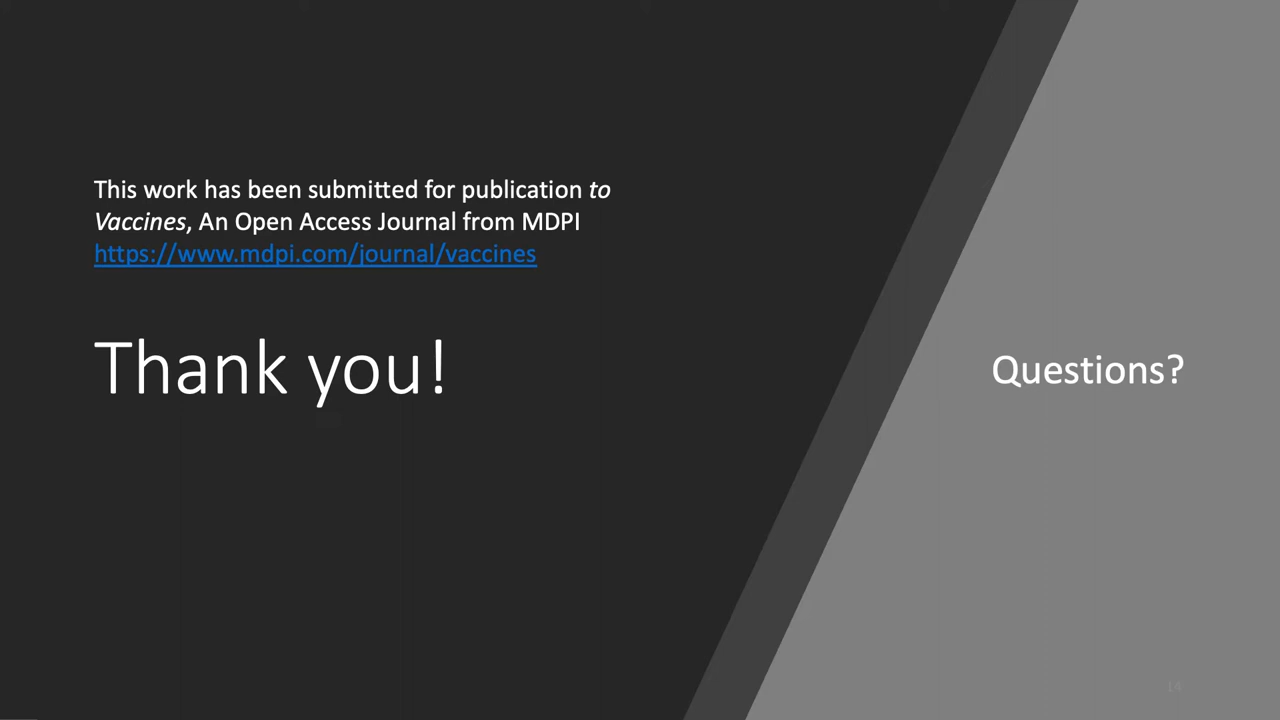 This work has been submitted for publication to
Vaccines, An Open Access Journal from MDPI
https://www.mdpi.com/journal/vaccines
Thank you!
Questions?
14